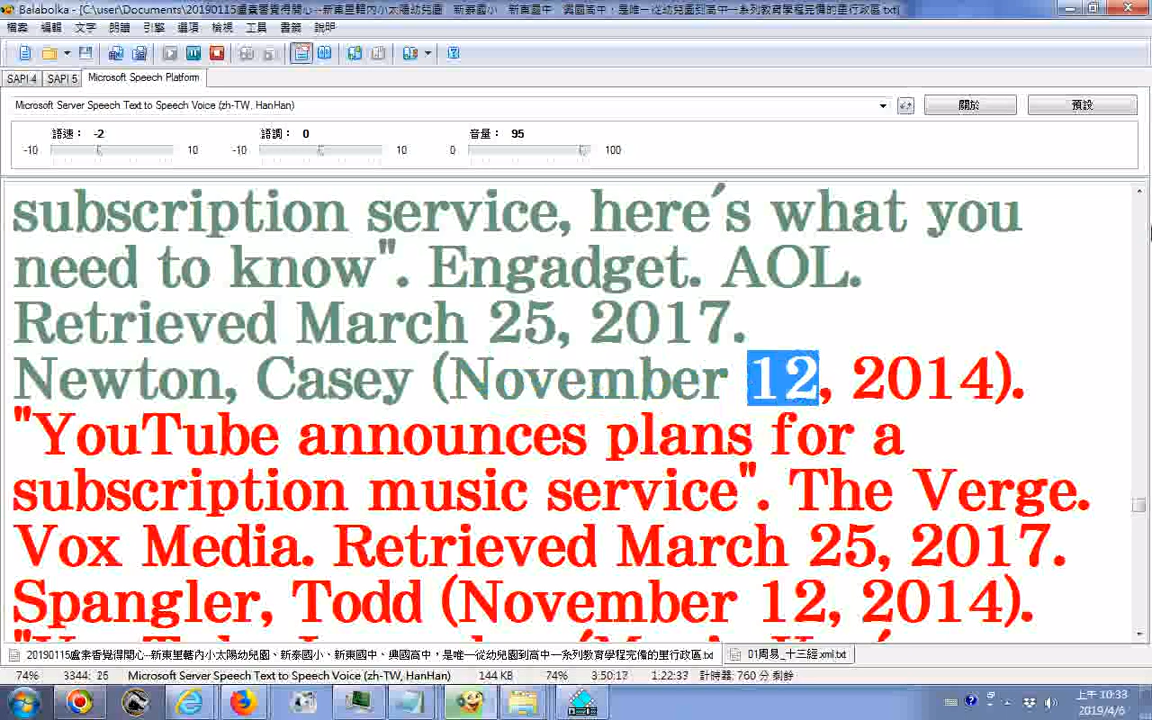 Balabolka - [C:\user\Documents\20190115盧素香覺得開心--新東里轄內小太陽幼兒園、新泰國小、新東國中、興國高中，是唯一從幼兒園到高中一系列教育學程完備的里行政區.txt]
檔案 編輯 文字 朗讀 引擎 選項 檢視 工具 書籤 說明
SAPI 4 SAPI 5 Microsoft Speech Platform
Microsoft Server Speech Text to Speech Voice (zh-TW, HanHan) 關於 預設
語速： -2 語調： 0 音量： 95
-10 10 -10 10 0 100
subscription service, here's what you
need to know". Engadget. AOL.
Retrieved March 25, 2017.
Newton, Casey (November 12, 2014).
"YouTube announces plans for a
subscription music service". The Verge.
Vox Media. Retrieved March 25, 2017.
Spangler, Todd (November 12, 2014).
20190115盧素香覺得開心--新東里轄內小太陽幼兒園、新泰國小、新東國中、興國高中，是唯一從幼兒園到高中一系列教育學程完備的里行政區.txt 01周易_十三經.xml.txt
74% 3344: 26 Microsoft Server Speech Text to Speech Voice (zh-TW, HanHan) 144 KB 74% 3:50:17 1:22:33 計時器: 760 分 剩餘
上午 10:33
2019/4/6